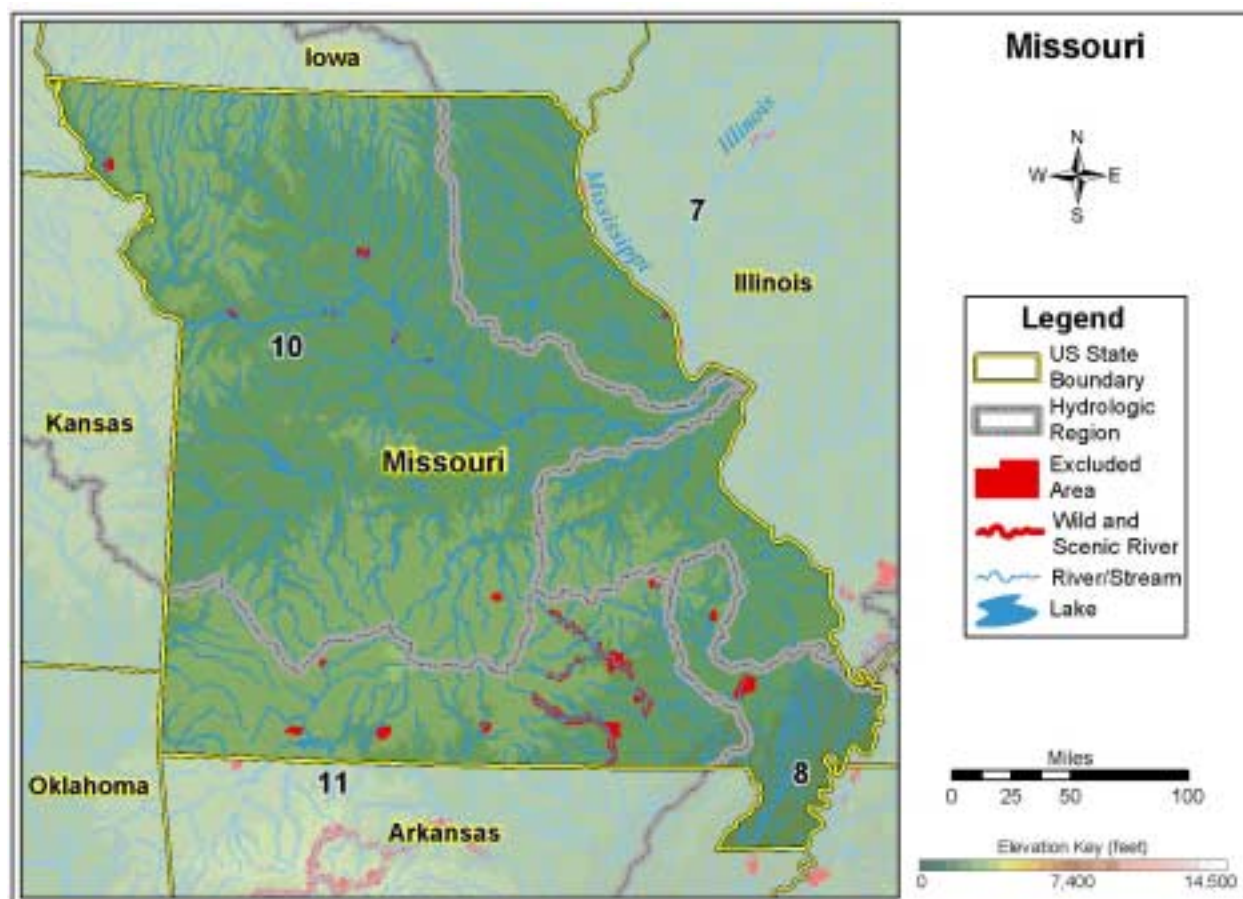 Missouri
Iowa
Illinois
Mississippi
7
Illinois
10
Kansas
Missouri
Oklahoma
11
Arkansas
8
N
W E
S
Legend
US State
Boundary
Hydrologic
Region
Excluded
Area
Wild and
Scenic River
River/Stream
Lake
Miles
0 25 50 100
Elevation Key (feet)
0 7,400 14,500